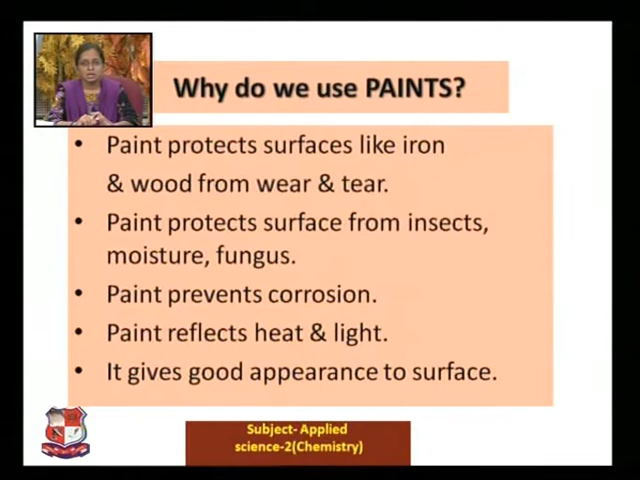 Why do we use PAINTS?
• Paint protects surfaces like iron
& wood from wear & tear.
• Paint protects surface from insects,
moisture, fungus.
• Paint prevents corrosion.
• Paint reflects heat & light.
• It gives good appearance to surface.
Subject- Applied
science-2(Chemistry)